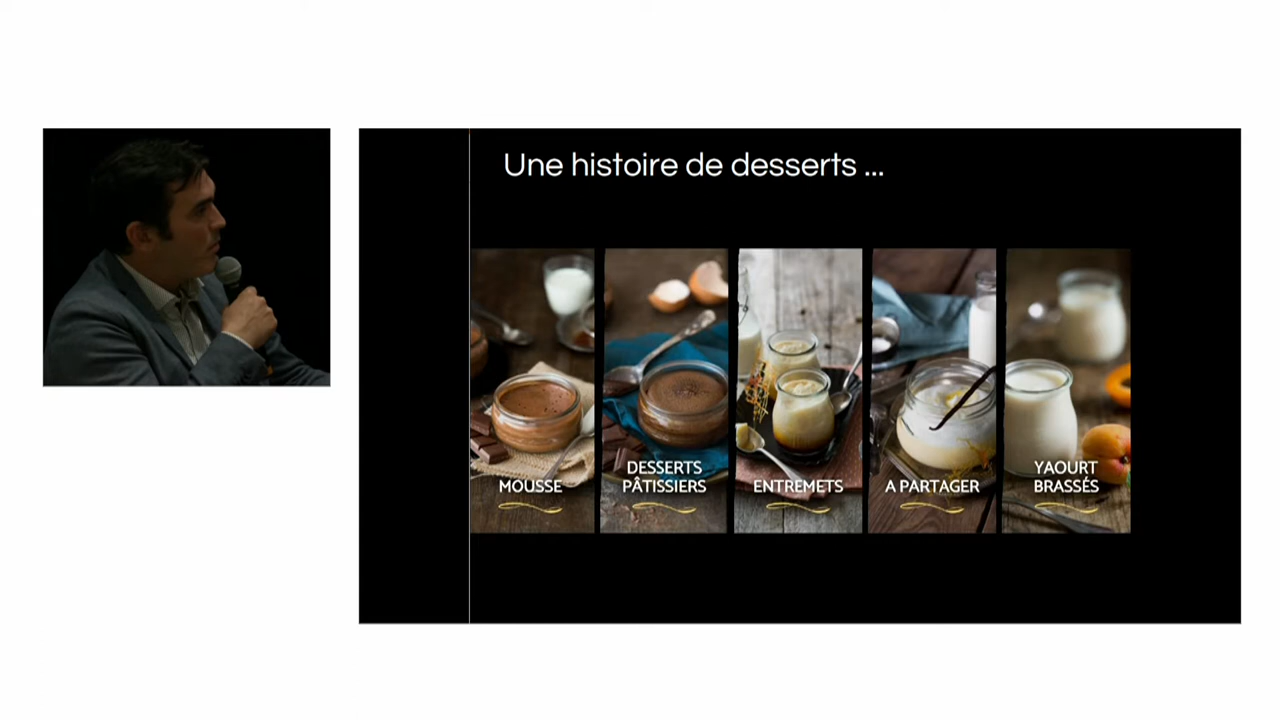 Une histoire de desserts ...
MOUSSE
DESSERTS
PÂTISSIERS
ENTREMETS
A PARTAGER
YAOURT
BRASSÉS